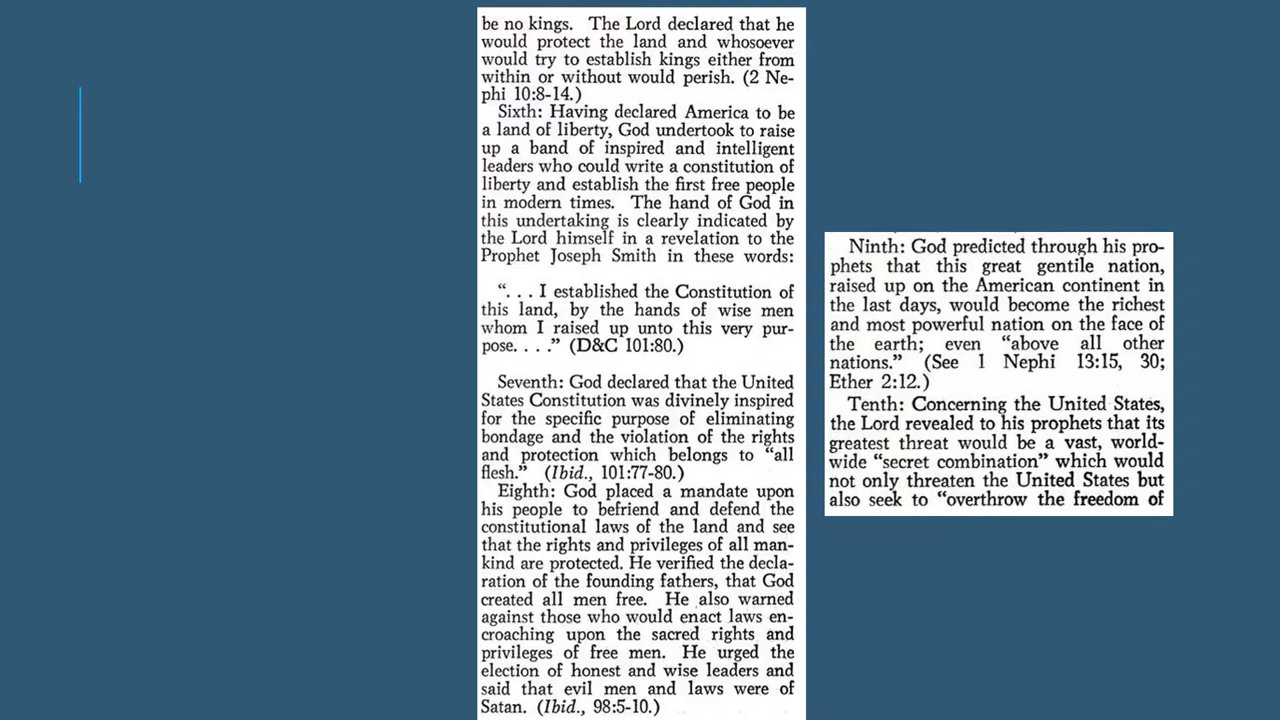 be no kings. The Lord declared that he
would protect the land and whosoever
would try to establish kings either from
within or without would perish. (2 Ne-
phi 10:8-14.)
Sixth: Having declared America to be
a land of liberty, God undertook to raise
up a band of inspired and intelligent
leaders who could write a constitution of
liberty and establish the first free people
in modern times. The hand of God in
this undertaking is clearly indicated by
the Lord himself in a revelation to the
Prophet Joseph Smith in these words:
“. . . I established the Constitution of
this land, by the hands of wise men
whom I raised up unto this very pur-
pose. . . .” (D&C 101:80.)
Seventh: God declared that the United
States Constitution was divinely inspired
for the specific purpose of eliminating
bondage and the violation of the rights
and protection which belongs to “all
flesh.” (Ibid., 101:77-80.)
Eighth: God placed a mandate upon
his people to befriend and defend the
constitutional laws of the land and see
that the rights and privileges of all man-
kind are protected. He verified the decla-
ration of the founding fathers, that God
created all men free. He also warned
against those who would enact laws en-
croaching upon the sacred rights and
privileges of free men. He urged the
election of honest and wise leaders and
said that evil men and laws were of
Satan. (Ibid., 98:5-10.)
Ninth: God predicted through his pro-
phets that this great gentile nation,
raised up on the American continent in
the last days, would become the richest
and most powerful nation on the face of
the earth; even “above all other
nations.” (See 1 Nephi 13:15, 30;
Ether 2:12.)
Tenth: Concerning the United States,
the Lord revealed to his prophets that its
greatest threat would be a vast, world-
wide “secret combination” which would
not only threaten the United States but
also seek to “overthrow the freedom of